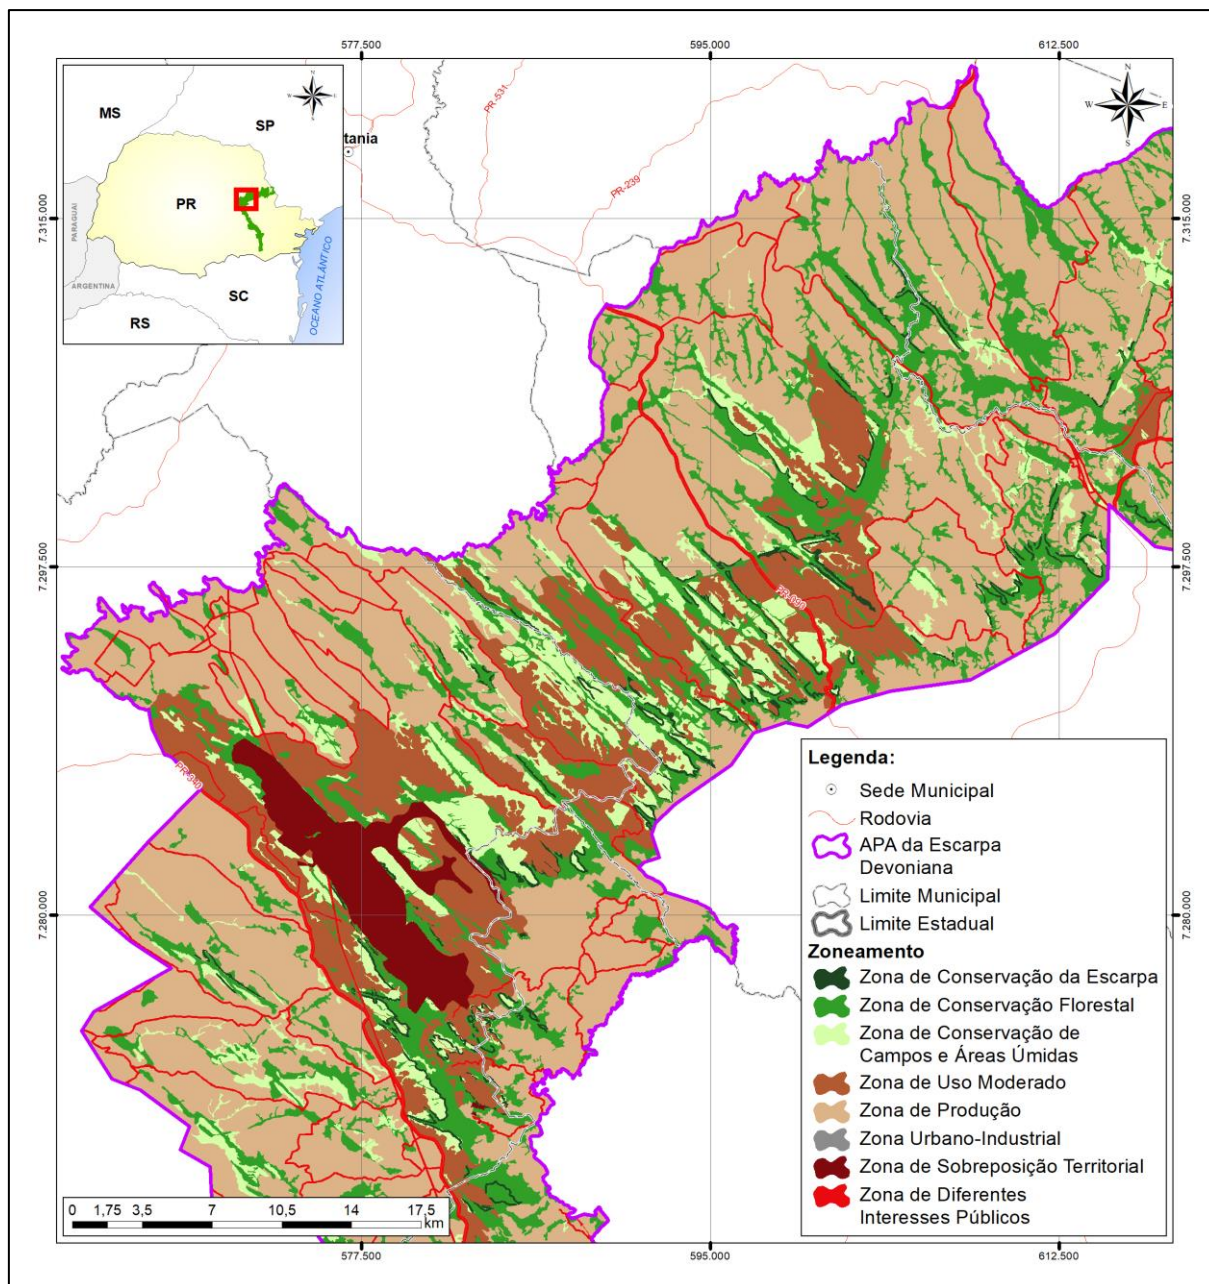 577.500
595.000
612.500
N
W
E
S
MS
SP
PR
PARAGUAI
ARGENTINA
SC
RS
OCEANO ATLÂNTICO
N
W
E
S
tania
PR-531
PR-239
7.315.000
7.315.000
7.297.500
7.297.500
PR-090
7.280.000
7.280.000
Legenda:
Sede Municipal
Rodovia
APA da Escarpa
Devoniana
Limite Municipal
Limite Estadual
Zoneamento
Zona de Conservação da Escarpa
Zona de Conservação Florestal
Zona de Conservação de
Campos e Áreas Úmidas
Zona de Uso Moderado
Zona de Produção
Zona Urbano-Industrial
Zona de Sobreposição Territorial
Zona de Diferentes
Interesses Públicos
0 1,75 3,5 7 10,5 14 17,5
km
577.500
595.000
612.500